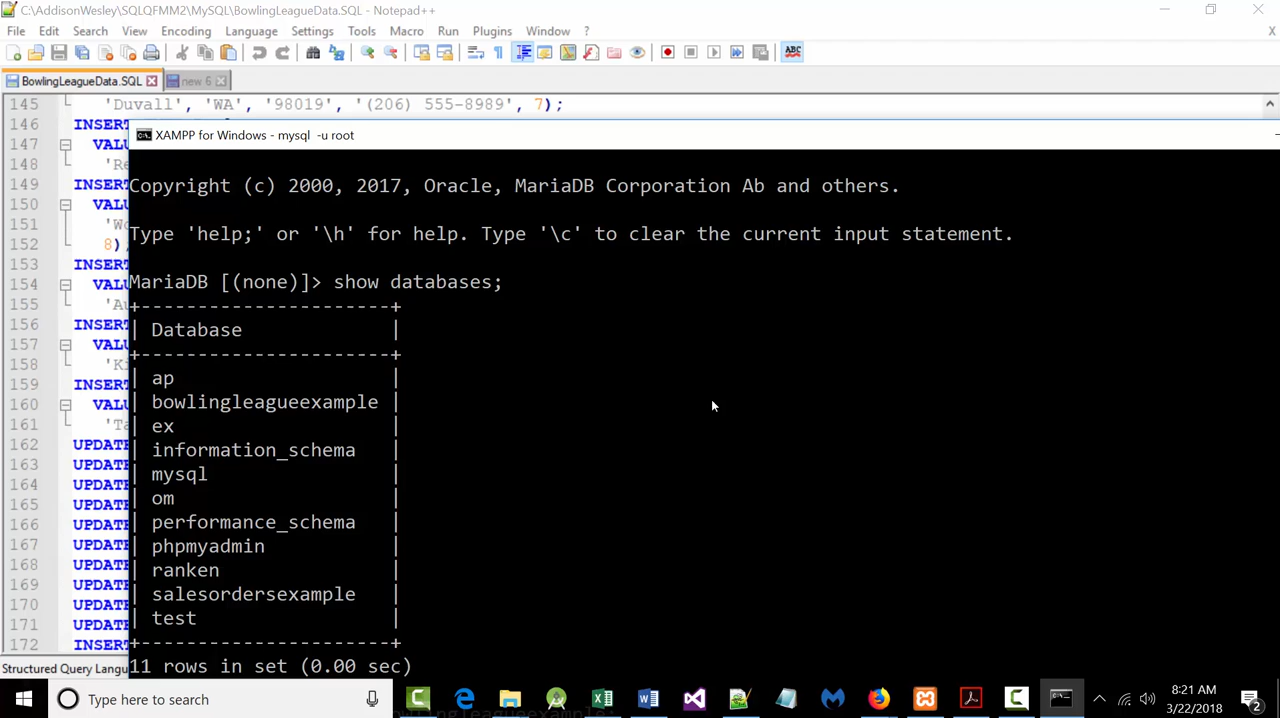 C:\AddisonWesley\SQLQFMM2\MySQL\BowlingLeagueData.SQL - Notepad++
File Edit Search View Encoding Language Settings Tools Macro Run Plugins Window ? X
ABC
BowlingLeagueData.SQL new 6
145 'Duvall', 'WA', '98019', '(206) 555-8989', 7);
146 INSERT
XAMPP for Windows - mysql -u root
147 VALU
148 'Re
149 INSERT
150 VALU
151 'Wo
152 8);
153 INSERT
154 VALU
155 'Au
156 INSERT
157 VALU
158 'Ki
159 INSERT
160 VALU
161 'Ta
162 UPDATE
163 UPDATE
164 UPDATE
165 UPDATE
166 UPDATE
167 UPDATE
168 UPDATE
169 UPDATE
170 UPDATE
171 UPDATE
172 INSERT
Copyright (c) 2000, 2017, Oracle, MariaDB Corporation Ab and others.
Type 'help;' or '\h' for help. Type '\c' to clear the current input statement.
MariaDB [(none)]> show databases;
+----------------------+
| Database |
+----------------------+
| ap |
| bowlingleagueexample |
| ex |
| information_schema |
| mysql |
| om |
| performance_schema |
| phpmyadmin |
| ranken |
| salesordersexample |
| test |
+----------------------+
11 rows in set (0.00 sec)
Structured Query Langu
Type here to search
8:21 AM
3/22/2018
2